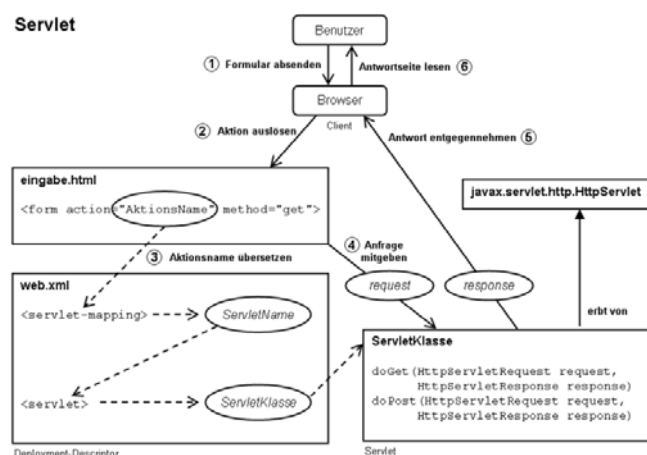 Servlet
Benutzer
① Formular absenden
Antwortseite lesen ⑥
Browser
Client
② Aktion auslösen
Antwort entgegennehmen ⑤
eingabe.html
<form action="AktionsName" method="get">
javax.servlet.http.HttpServlet
③ Aktionsname übersetzen
④ Anfrage
mitgeben
request
response
erbt von
web.xml
<servlet-mapping>
ServletName
<servlet>
ServletKlasse
ServletKlasse
doGet(HttpServletRequest request,
HttpServletResponse response)
doPost(HttpServletRequest request,
HttpServletResponse response)
Deployment-Descriptor
Servlet